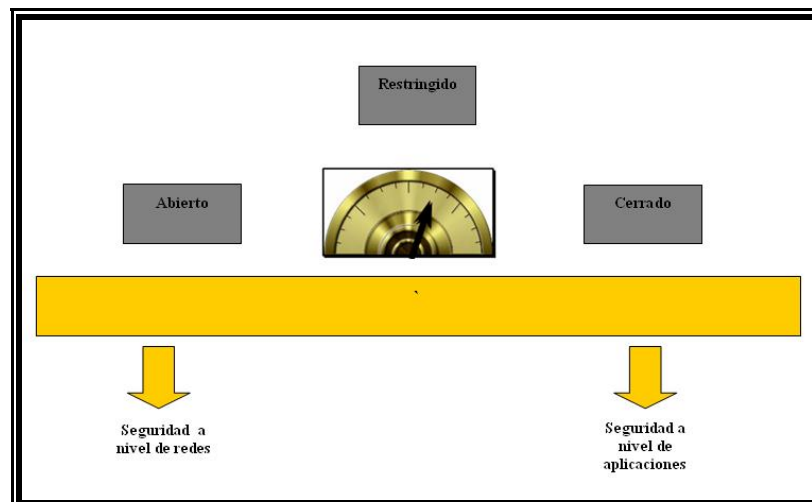 Restringido
Abierto
Cerrado
`
Seguridad a
nivel de redes
Seguridad a
nivel de
aplicaciones